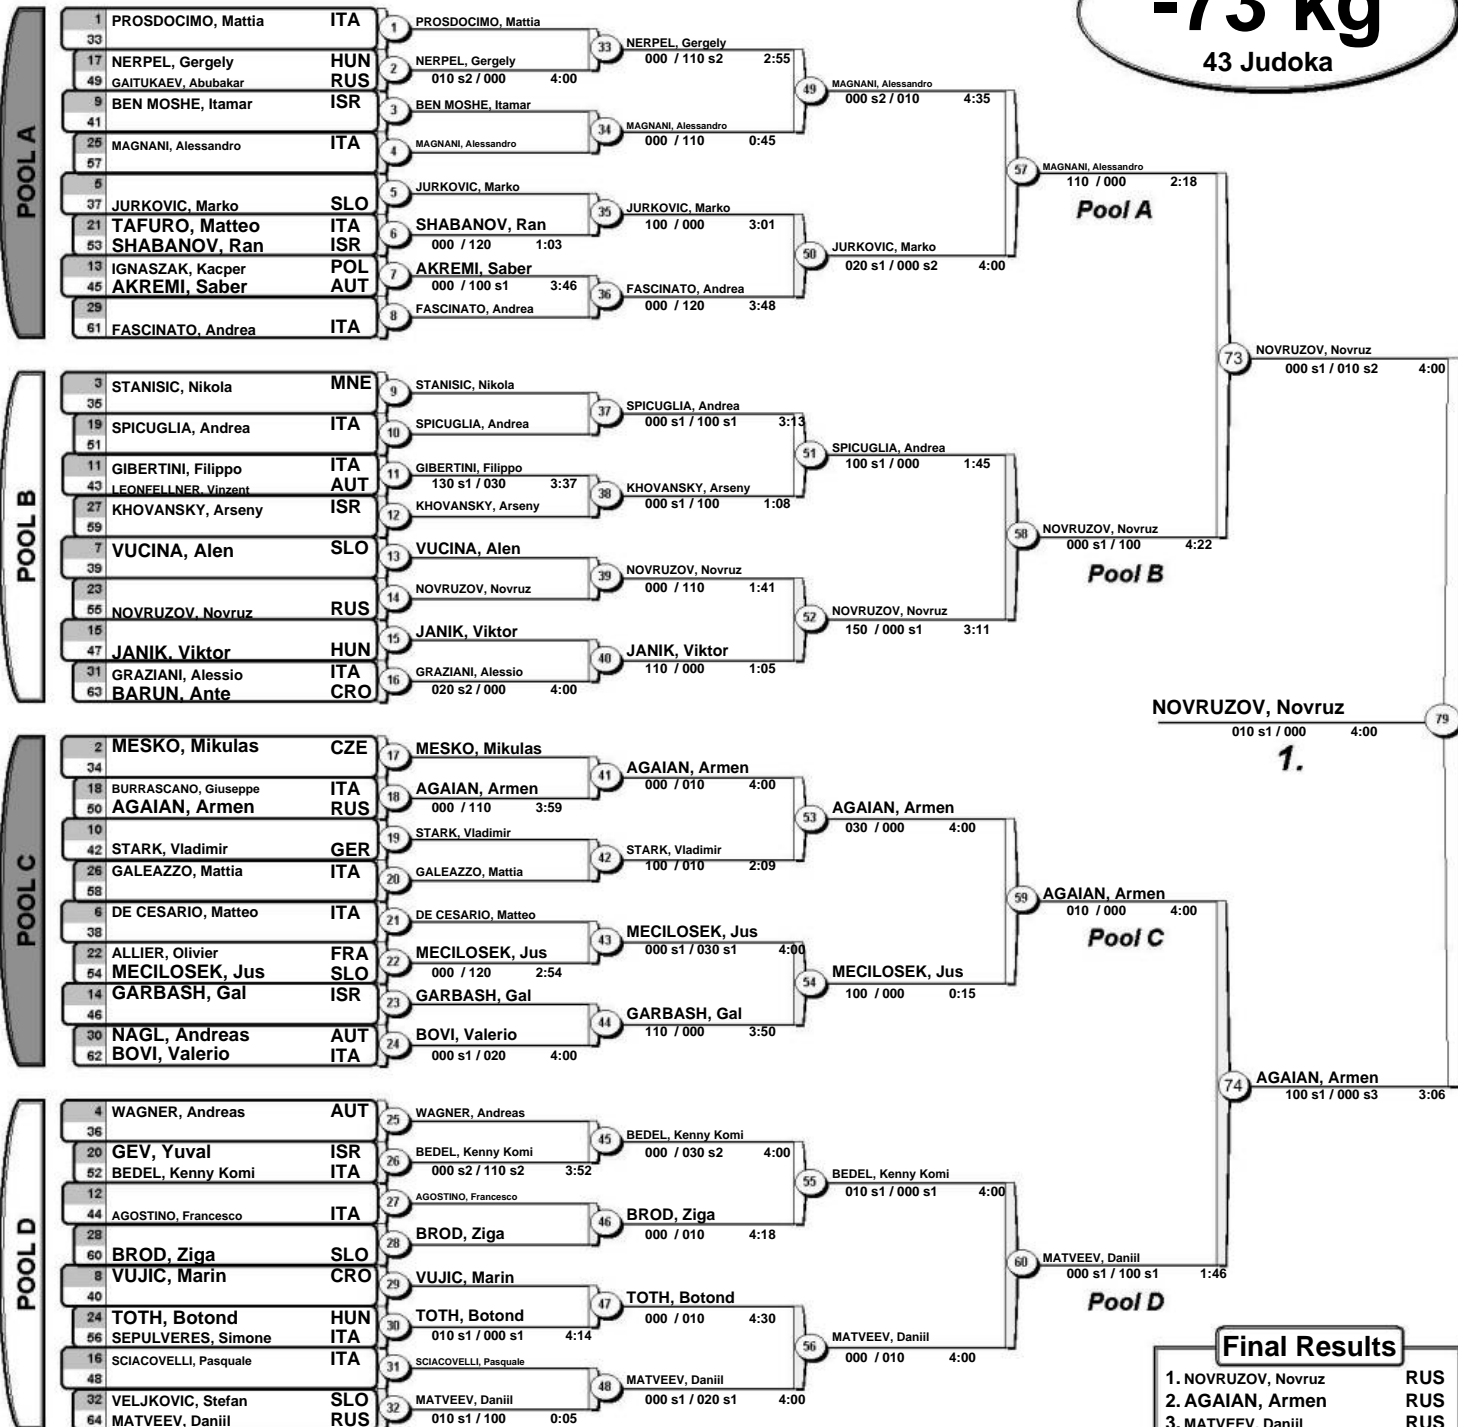 -73 kg
43 Judoka
POOL A
1 PROSDOCIMO, Mattia ITA
33
17 NERPEL, Gergely HUN
49 GAITUKAEV, Abubakar RUS
9 BEN MOSHE, Itamar ISR
41
25 MAGNANI, Alessandro ITA
57
5
37 JURKOVIC, Marko SLO
21 TAFURO, Matteo ITA
53 SHABANOV, Ran ISR
13 IGNASZAK, Kacper POL
45 AKREMI, Saber AUT
29
61 FASCINATO, Andrea ITA
1 PROSDOCIMO, Mattia
2 NERPEL, Gergely
010 s2 / 000 4:00
3 BEN MOSHE, Itamar
4 MAGNANI, Alessandro
5 JURKOVIC, Marko
6 SHABANOV, Ran
000 / 120 1:03
7 AKREMI, Saber
000 / 100 s1 3:46
8 FASCINATO, Andrea
33 NERPEL, Gergely
000 / 110 s2 2:55
34 MAGNANI, Alessandro
000 / 110 0:45
35 JURKOVIC, Marko
100 / 000 3:01
36 FASCINATO, Andrea
000 / 120 3:48
49 MAGNANI, Alessandro
000 s2 / 010 4:35
50 JURKOVIC, Marko
020 s1 / 000 s2 4:00
57 MAGNANI, Alessandro
110 / 000 2:18
Pool A
POOL B
3 STANISIC, Nikola MNE
35
19 SPICUGLIA, Andrea ITA
51
11 GIBERTINI, Filippo ITA
43 LEONFELLNER, Vinzent AUT
27 KHOVANSKY, Arseny ISR
59
7 VUCINA, Alen SLO
39
23
55 NOVRUZOV, Novruz RUS
15
47 JANIK, Viktor HUN
31 GRAZIANI, Alessio ITA
63 BARUN, Ante CRO
9 STANISIC, Nikola
10 SPICUGLIA, Andrea
11 GIBERTINI, Filippo
130 s1 / 030 3:37
12 KHOVANSKY, Arseny
13 VUCINA, Alen
14 NOVRUZOV, Novruz
15 JANIK, Viktor
16 GRAZIANI, Alessio
020 s2 / 000 4:00
37 SPICUGLIA, Andrea
000 s1 / 100 s1 3:13
38 KHOVANSKY, Arseny
000 s1 / 100 1:08
39 NOVRUZOV, Novruz
000 / 110 1:41
40 JANIK, Viktor
110 / 000 1:05
51 SPICUGLIA, Andrea
100 s1 / 000 1:45
52 NOVRUZOV, Novruz
150 / 000 s1 3:11
58 NOVRUZOV, Novruz
000 s1 / 100 4:22
Pool B
73 NOVRUZOV, Novruz
000 s1 / 010 s2 4:00
NOVRUZOV, Novruz 79
010 s1 / 000 4:00
1.
POOL C
2 MESKO, Mikulas CZE
34
18 BURRASCANO, Giuseppe ITA
50 AGAIAN, Armen RUS
10
42 STARK, Vladimir GER
26 GALEAZZO, Mattia ITA
58
6 DE CESARIO, Matteo ITA
38
22 ALLIER, Olivier FRA
54 MECILOSEK, Jus SLO
14 GARBASH, Gal ISR
46
30 NAGL, Andreas AUT
62 BOVI, Valerio ITA
17 MESKO, Mikulas
18 AGAIAN, Armen
000 / 110 3:59
19 STARK, Vladimir
20 GALEAZZO, Mattia
21 DE CESARIO, Matteo
22 MECILOSEK, Jus
000 / 120 2:54
23 GARBASH, Gal
24 BOVI, Valerio
000 s1 / 020 4:00
41 AGAIAN, Armen
000 / 010 4:00
42 STARK, Vladimir
100 / 010 2:09
43 MECILOSEK, Jus
000 s1 / 030 s1 4:00
44 GARBASH, Gal
110 / 000 3:50
53 AGAIAN, Armen
030 / 000 4:00
54 MECILOSEK, Jus
100 / 000 0:15
59 AGAIAN, Armen
010 / 000 4:00
Pool C
74 AGAIAN, Armen
100 s1 / 000 s3 3:06
POOL D
4 WAGNER, Andreas AUT
36
20 GEV, Yuval ISR
52 BEDEL, Kenny Komi ITA
12
44 AGOSTINO, Francesco ITA
28
60 BROD, Ziga SLO
8 VUJIC, Marin CRO
40
24 TOTH, Botond HUN
56 SEPULVERES, Simone ITA
16 SCIACOVELLI, Pasquale ITA
48
32 VELJKOVIC, Stefan SLO
64 MATVEEV, Daniil RUS
25 WAGNER, Andreas
26 BEDEL, Kenny Komi
000 s2 / 110 s2 3:52
27 AGOSTINO, Francesco
28 BROD, Ziga
29 VUJIC, Marin
30 TOTH, Botond
010 s1 / 000 s1 4:14
31 SCIACOVELLI, Pasquale
32 MATVEEV, Daniil
010 s1 / 100 0:05
45 BEDEL, Kenny Komi
000 / 030 s2 4:00
46 BROD, Ziga
000 / 010 4:18
47 TOTH, Botond
000 / 010 4:30
48 MATVEEV, Daniil
000 s1 / 020 s1 4:00
55 BEDEL, Kenny Komi
010 s1 / 000 s1 4:00
56 MATVEEV, Daniil
000 / 010 4:00
60 MATVEEV, Daniil
000 s1 / 100 s1 1:46
Pool D
Final Results
1. NOVRUZOV, Novruz RUS
2. AGAIAN, Armen RUS
3. MATVEEV, Daniil RUS